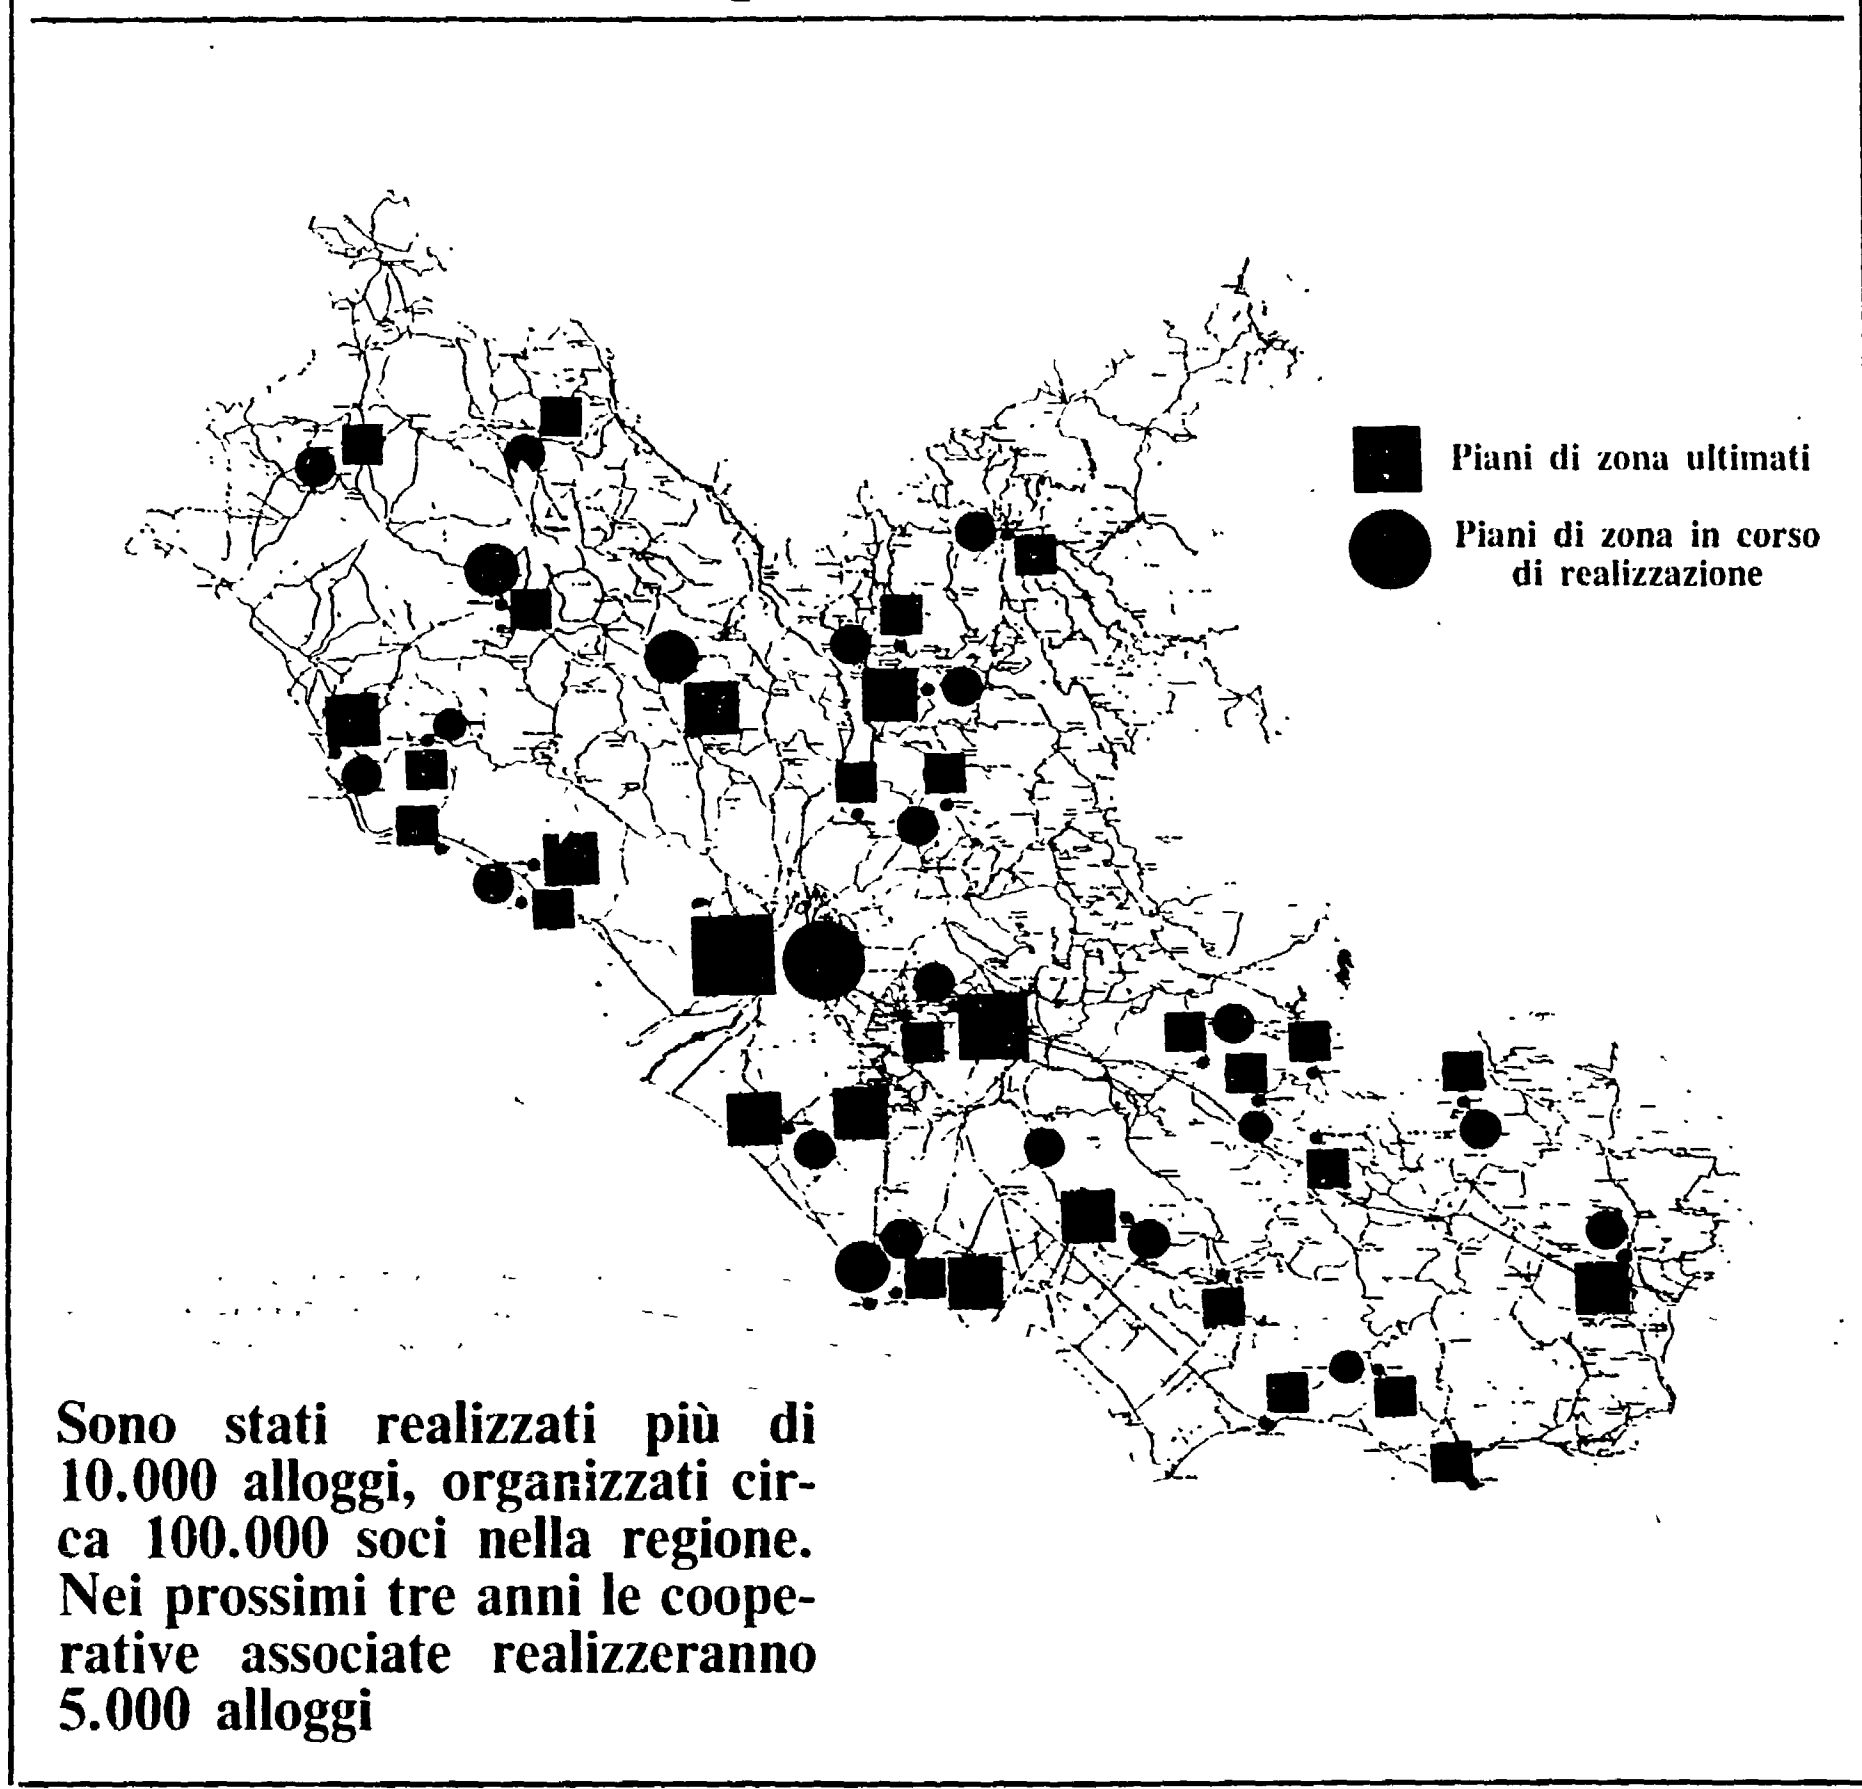 Piani di zona ultimati
Piani di zona in corso
di realizzazione
Sono stati realizzati più di
10.000 alloggi, organizzati cir-
ca 100.000 soci nella regione.
Nei prossimi tre anni le coope-
rative associate realizzeranno
5.000 alloggi